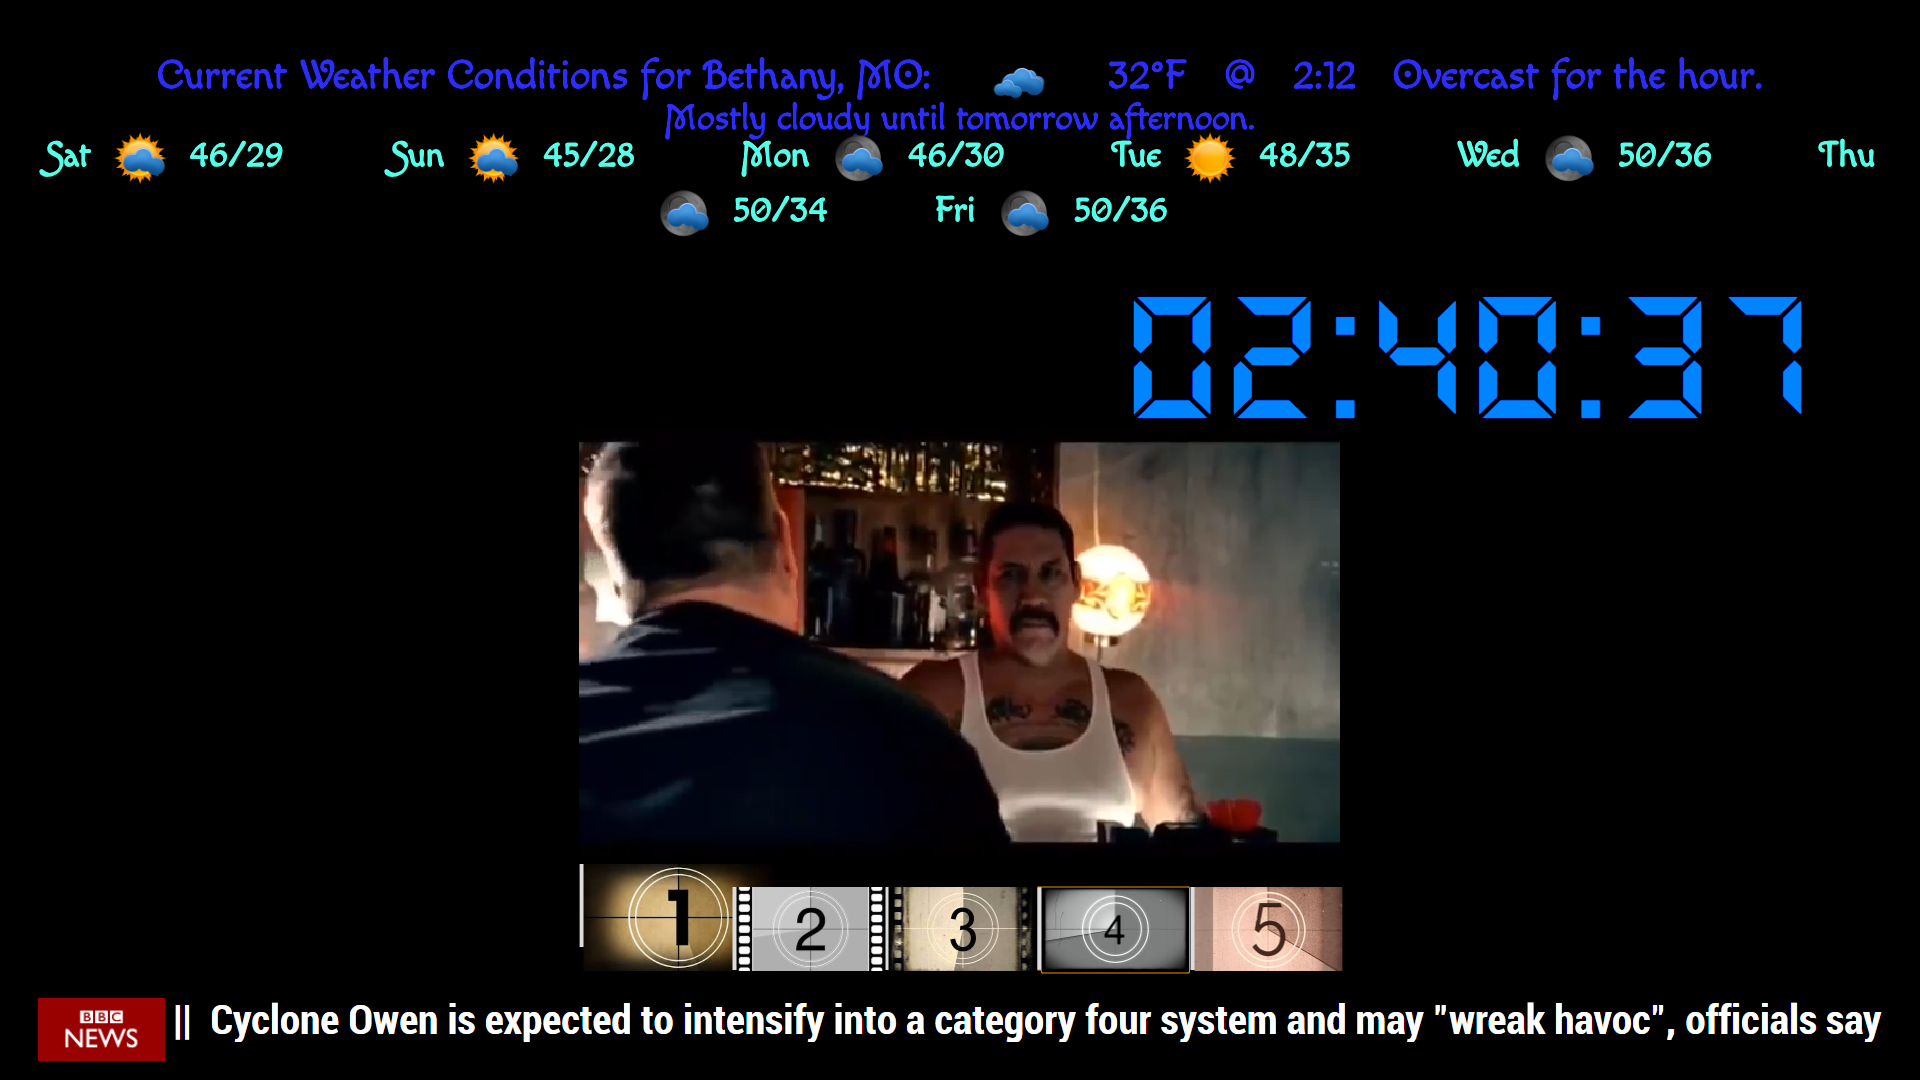 Current Weather Conditions for Bethany, MO: 32°F @ 2:12 Overcast for the hour.
Mostly cloudy until tomorrow afternoon.
Sat 46/29 Sun 45/28 Mon 46/30 Tue 48/35 Wed 50/36 Thu
50/34 Fri 50/36
02:40:37
1 2 3 4 5
BBC
NEWS
|| Cyclone Owen is expected to intensify into a category four system and may "wreak havoc", officials say